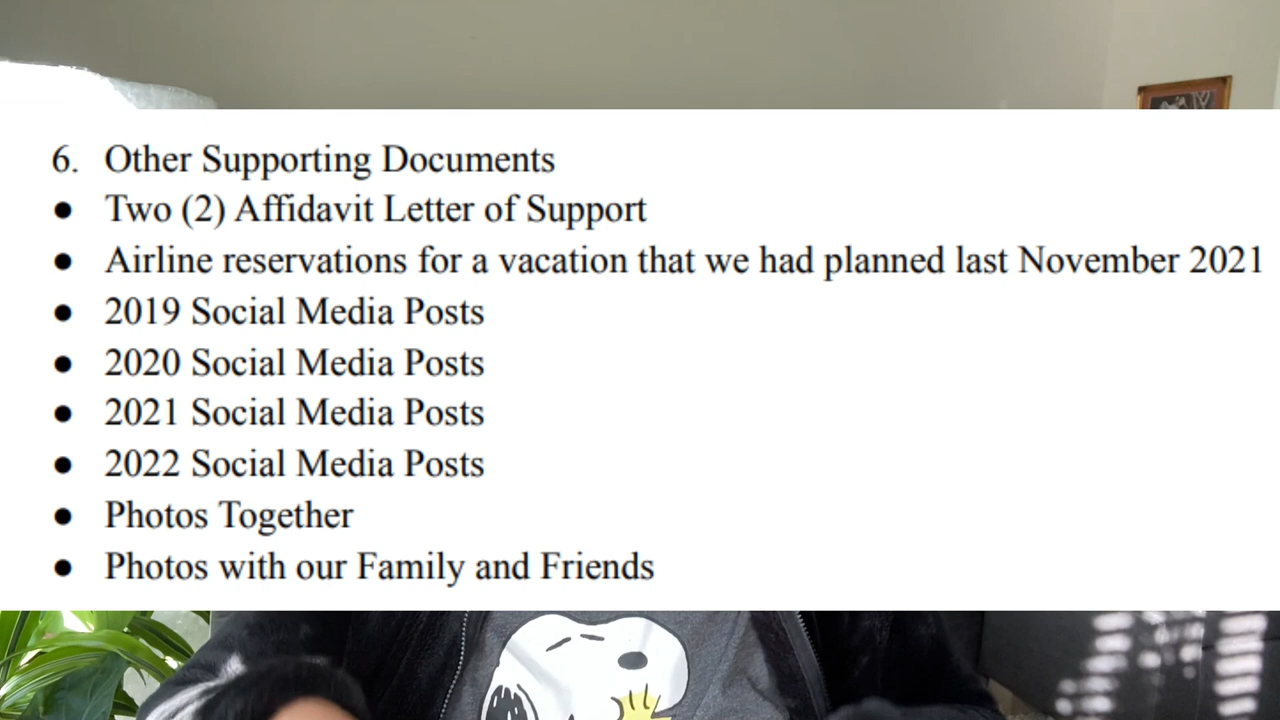 6. Other Supporting Documents
● Two (2) Affidavit Letter of Support
● Airline reservations for a vacation that we had planned last November 2021
● 2019 Social Media Posts
● 2020 Social Media Posts
● 2021 Social Media Posts
● 2022 Social Media Posts
● Photos Together
● Photos with our Family and Friends